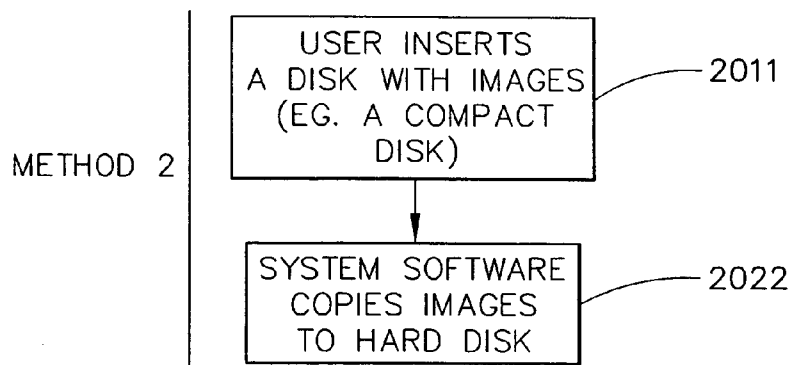 METHOD 2
USER INSERTS
A DISK WITH IMAGES
(EG. A COMPACT
DISK)
2011
SYSTEM SOFTWARE
COPIES IMAGES
TO HARD DISK
2022